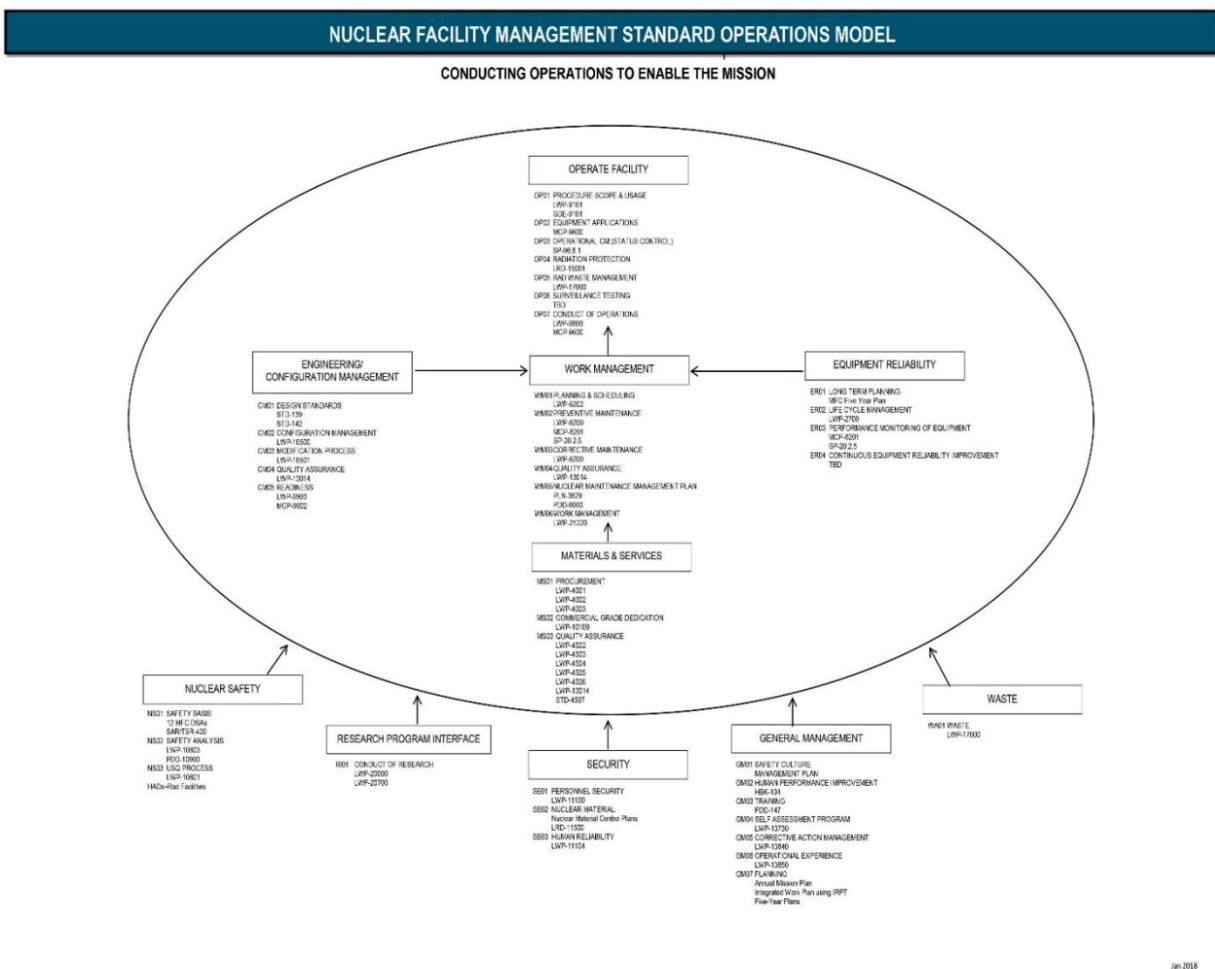 NUCLEAR FACILITY MANAGEMENT STANDARD OPERATIONS MODEL
CONDUCTING OPERATIONS TO ENABLE THE MISSION
OPERATE FACILITY
OP01 PROCEDURE SCOPE & USAGE
LWP-9101
GDE-9101
OP02 EQUIPMENT APPLICATIONS
MCP-9600
OP03 OPERATIONAL CM (STATUS CONTROL)
SP-96.8.1
OP04 RADIATION PROTECTION
LRD-15001
OP05 RAD WASTE MANAGEMENT
LWP-17000
OP06 SURVEILLANCE TESTING
TBD
OP07 CONDUCT OF OPERATIONS
LWP-9600
MCP-9600
ENGINEERING/
CONFIGURATION MANAGEMENT
CM01 DESIGN STANDARDS
STD-139
STD-142
CM02 CONFIGURATION MANAGEMENT
LWP-10500
CM03 MODIFICATION PROCESS
LWP-10501
CM04 QUALITY ASSURANCE
LWP-13014
CM05 READINESS
LWP-9903
MCP-9902
WORK MANAGEMENT
WM01 PLANNING & SCHEDULING
LWP-6202
WM02 PREVENTIVE MAINTENANCE
LWP-6200
MCP-6201
SP-20.2.5
WM03 CORRECTIVE MAINTENANCE
LWP-6200
WM04 QUALITY ASSURANCE
LWP-13014
WM05 NUCLEAR MAINTENANCE MANAGEMENT PLAN
PLN-3829
PDD-6000
WM06 WORK MANAGEMENT
LWP-21220
EQUIPMENT RELIABILITY
ER01 LONG TERM PLANNING
MFC Five Year Plan
ER02 LIFE CYCLE MANAGEMENT
LWP-2700
ER03 PERFORMANCE MONITORING OF EQUIPMENT
MCP-6201
SP-20.2.5
ER04 CONTINUOUS EQUIPMENT RELIABILITY IMPROVEMENT
TBD
MATERIALS & SERVICES
MS01 PROCUREMENT
LWP-4001
LWP-4002
LWP-4003
MS02 COMMERCIAL GRADE DEDICATION
LWP-10109
MS03 QUALITY ASSURANCE
LWP-4502
LWP-4503
LWP-4504
LWP-4505
LWP-4506
LWP-13014
STD-4507
NUCLEAR SAFETY
NS01 SAFETY BASIS
12 MFC DSAs
SAR/TSR-400
NS02 SAFETY ANALYSIS
LWP-10803
PDD-10900
NS03 USQ PROCESS
LWP-10801
HADs–Rad Facilities
RESEARCH PROGRAM INTERFACE
RI01 CONDUCT OF RESEARCH
LWP-20000
LWP-20700
SECURITY
SE01 PERSONNEL SECURITY
LWP-11100
SE02 NUCLEAR MATERIAL
Nuclear Material Control Plans
LRD-11500
SE03 HUMAN RELIABILITY
LWP-11104
GENERAL MANAGEMENT
GM01 SAFETY CULTURE
MANAGEMENT PLAN
GM02 HUMAN PERFORMANCE IMPROVEMENT
HBK-104
GM03 TRAINING
PDD-147
GM04 SELF ASSESSMENT PROGRAM
LWP-13730
GM05 CORRECTIVE ACTION MANAGEMENT
LWP-13840
GM06 OPERATIONAL EXPERIENCE
LWP-13850
GM07 PLANNING
Annual Mission Plan
Integrated Work Plan using IRPT
Five-Year Plans
WASTE
WA01 WASTE
LWP-17000
Jan 2018